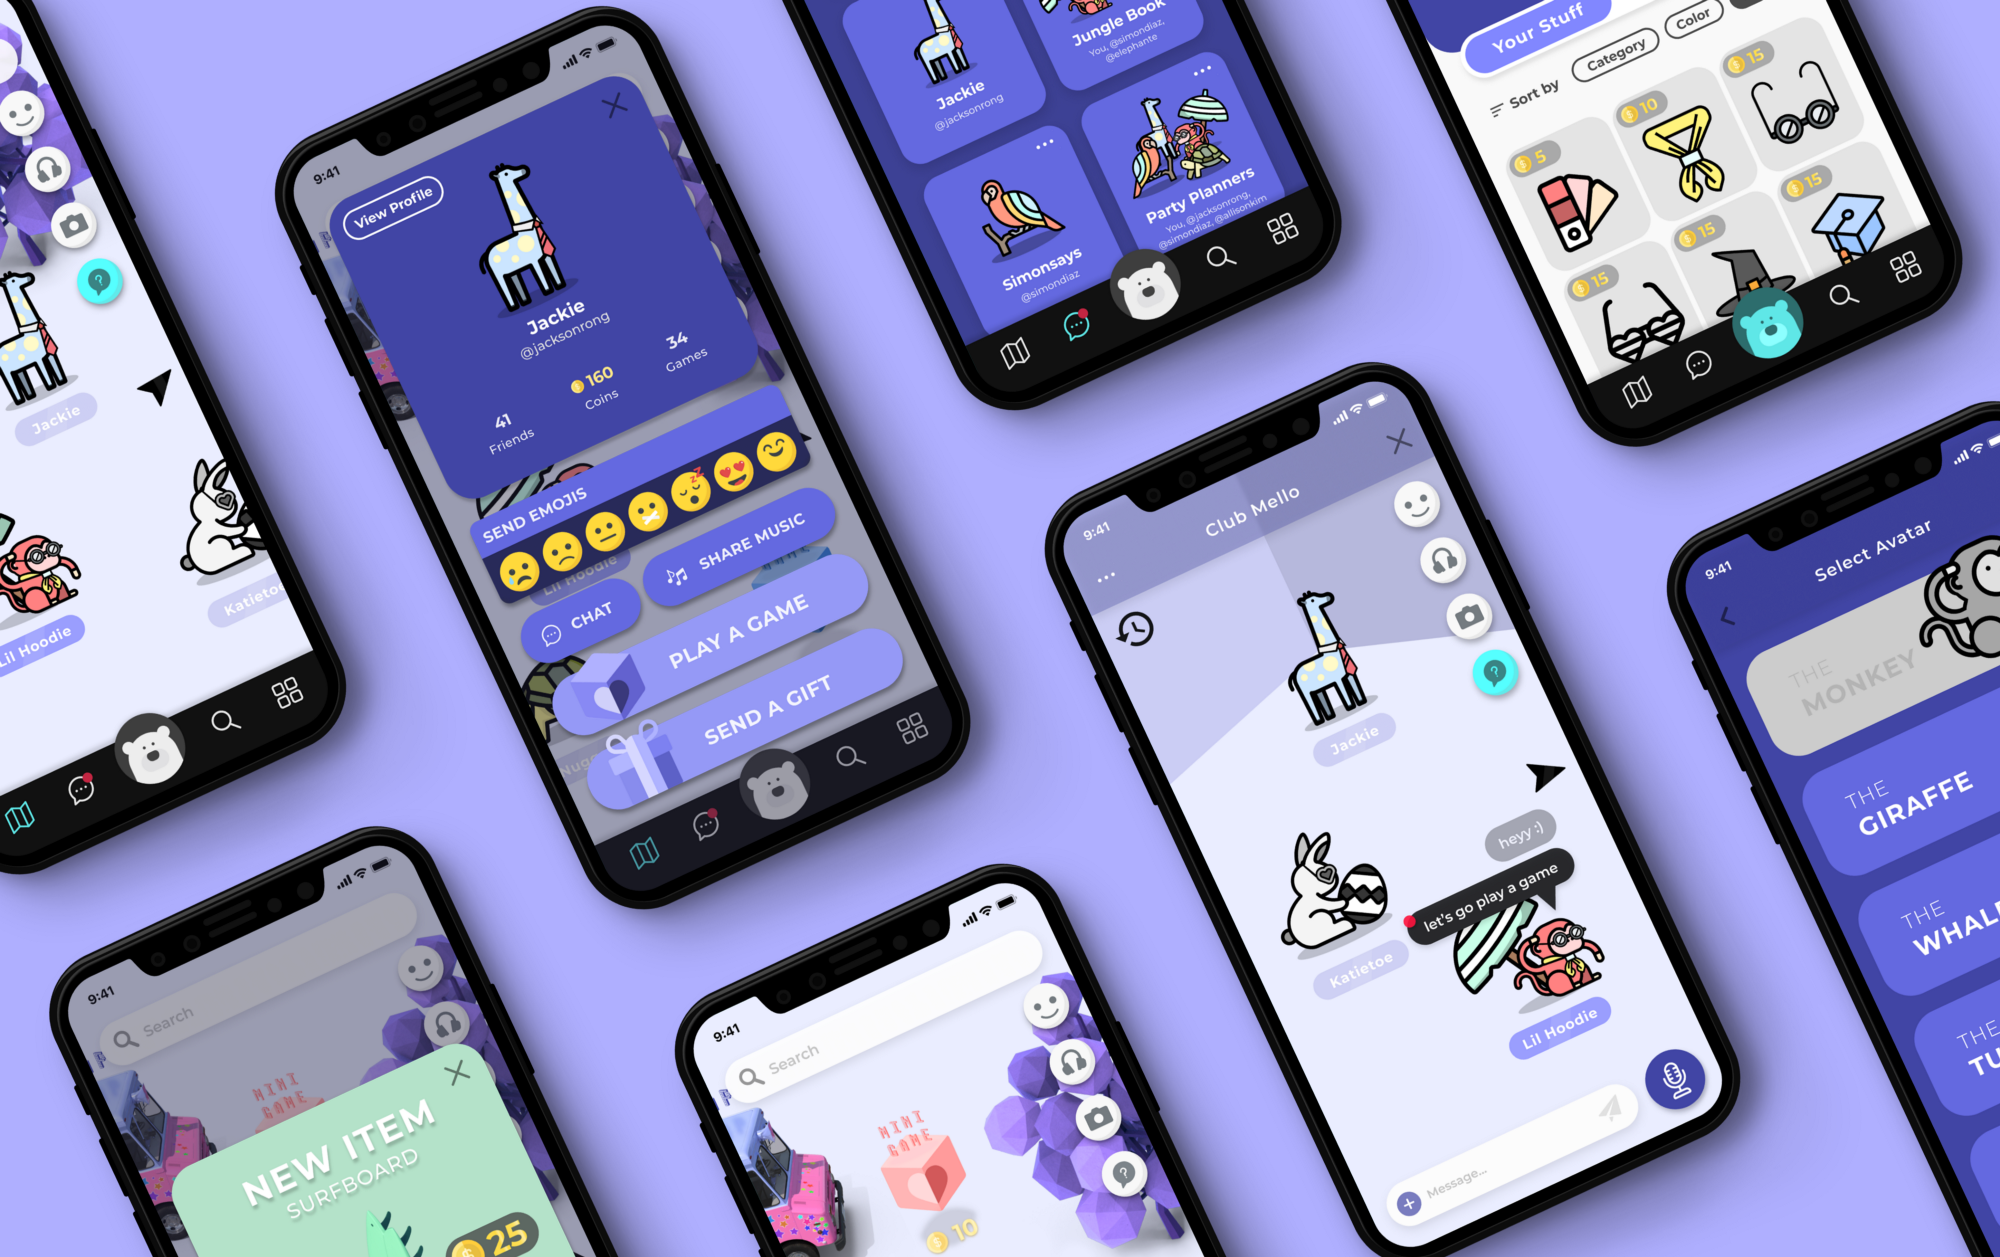 Jackie
Lil Hoodie
9:41
View Profile
Jackie
@jacksonrong
41
Friends
160
Coins
34
Games
SEND EMOJIS
Lil Hoodie
CHAT
SHARE MUSIC
PLAY A GAME
SEND A GIFT
Jackie
@jacksonrong
Jungle Book
You, @simondiaz,
@elephante
Simonsays
@simondiaz
Party Planners
You, @jacksonrong,
@simondiaz, @allisonkim
Your Stuff
Sort by
Category
Color
5
10
15
15
15
15
9:41
Club Mello
Jackie
heyy :)
let's go play a game
Katietoe
Lil Hoodie
Message...
9:41
Select Avatar
THE
MONKEY
THE
GIRAFFE
THE
WHAL
THE
TU
9:41
Search
MINI
GAME
NEW ITEM
SURFBOARD
25
9:41
Search
MINI
GAME
10